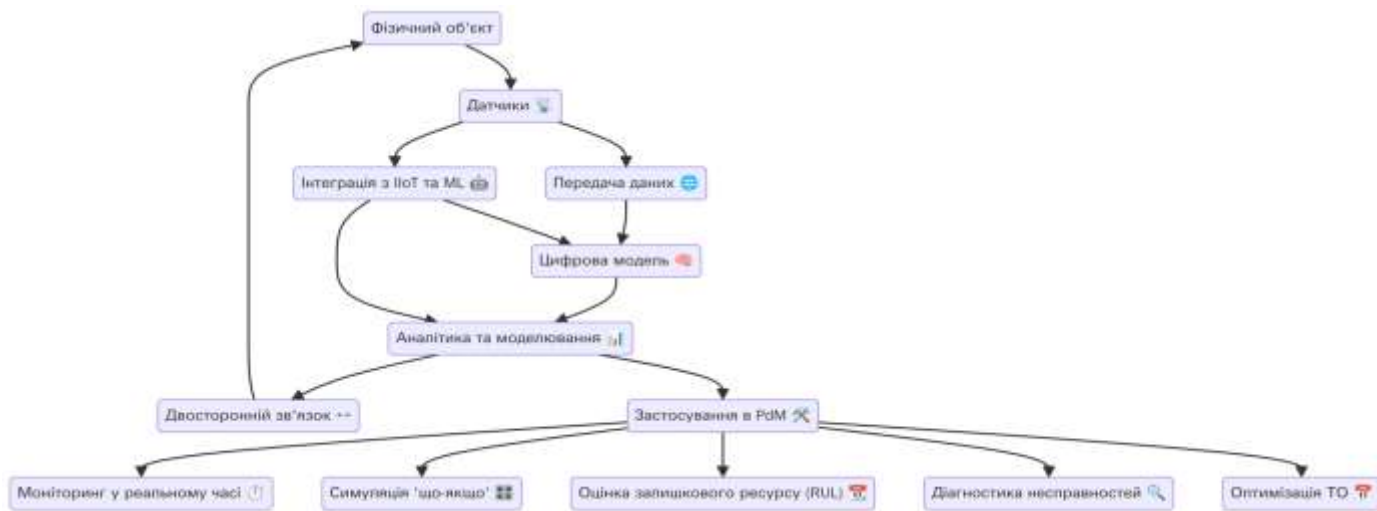 Фізичний об'єкт
Датчики 📡
Інтеграція з IIoT та ML 🤖
Передача даних 🌐
Цифрова модель 🧠
Аналітика та моделювання 📊
Двосторонній зв'язок ↔
Застосування в PdM 🛠
Моніторинг у реальному часі ⏱
Симуляція 'що-якщо' 🎛
Оцінка залишкового ресурсу (RUL) 📆
Діагностика несправностей 🔍
Оптимізація ТО 📅